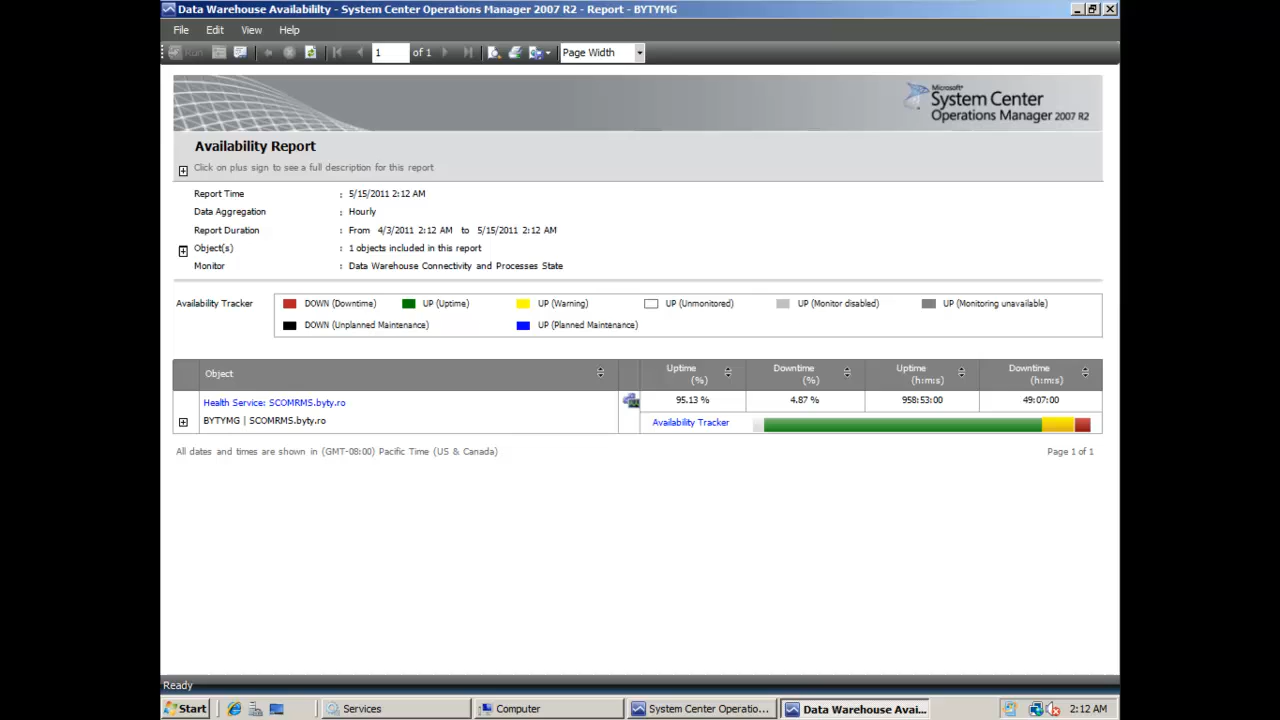 Data Warehouse Availabililty - System Center Operations Manager 2007 R2 - Report - BYTYMG
File Edit View Help
Run 1 of 1 Page Width
Microsoft
System Center
Operations Manager 2007 R2
Availability Report
Click on plus sign to see a full description for this report
Report Time : 5/15/2011 2:12 AM
Data Aggregation : Hourly
Report Duration : From 4/3/2011 2:12 AM to 5/15/2011 2:12 AM
Object(s) : 1 objects included in this report
Monitor : Data Warehouse Connectivity and Processes State
Availability Tracker DOWN (Downtime) UP (Uptime) UP (Warning) UP (Unmonitored) UP (Monitor disabled) UP (Monitoring unavailable)
DOWN (Unplanned Maintenance) UP (Planned Maintenance)
Object Uptime (%) Downtime (%) Uptime (h:m:s) Downtime (h:m:s)
Health Service: SCOMRMS.byty.ro 95.13 % 4.87 % 958:53:00 49:07:00
BYTYMG | SCOMRMS.byty.ro Availability Tracker
All dates and times are shown in (GMT-08:00) Pacific Time (US & Canada) Page 1 of 1
Ready
Start Services Computer System Center Operatio... Data Warehouse Avai... 2:12 AM